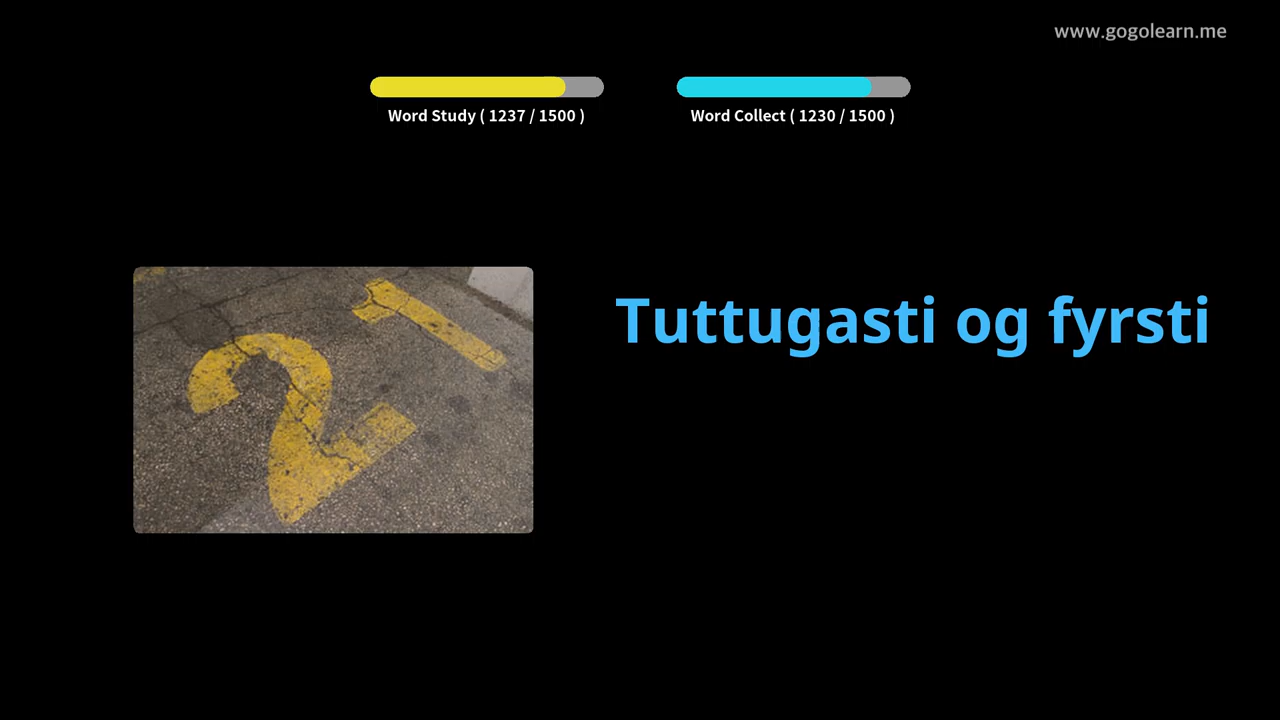 www.gogolearn.me
Word Study ( 1237 / 1500 )
Word Collect ( 1230 / 1500 )
21
Tuttugasti og fyrsti